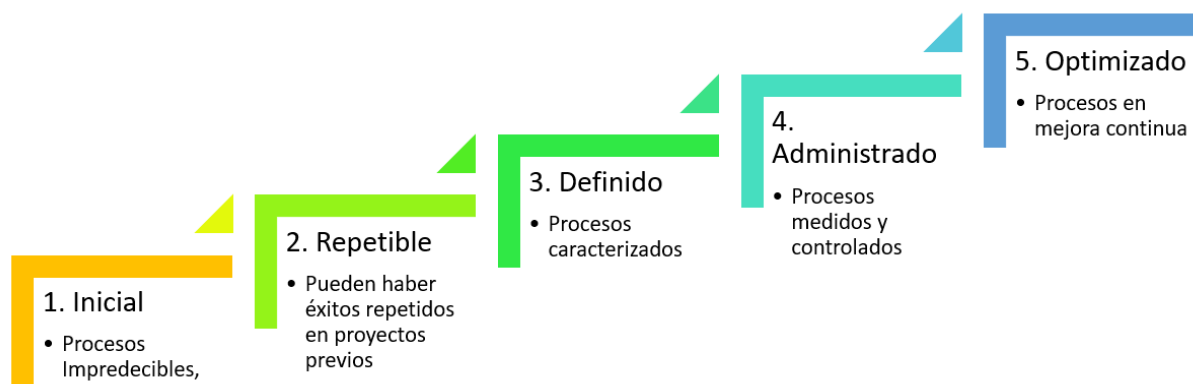 1. Inicial
• Procesos
Impredecibles,
2. Repetible
• Pueden haber
éxitos repetidos
en proyectos
previos
3. Definido
• Procesos
caracterizados
4.
Administrado
• Procesos
medidos y
controlados
5. Optimizado
• Procesos en
mejora continua